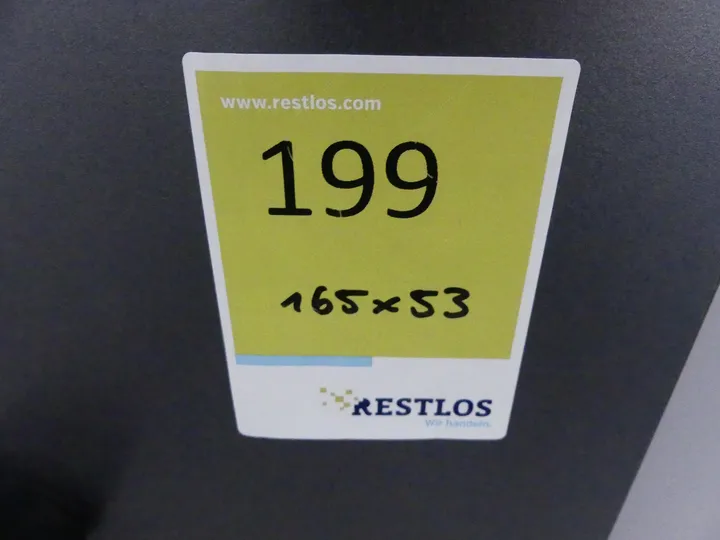 www.restlos.com
199
165x53
RESTLOS
Wir handeln.